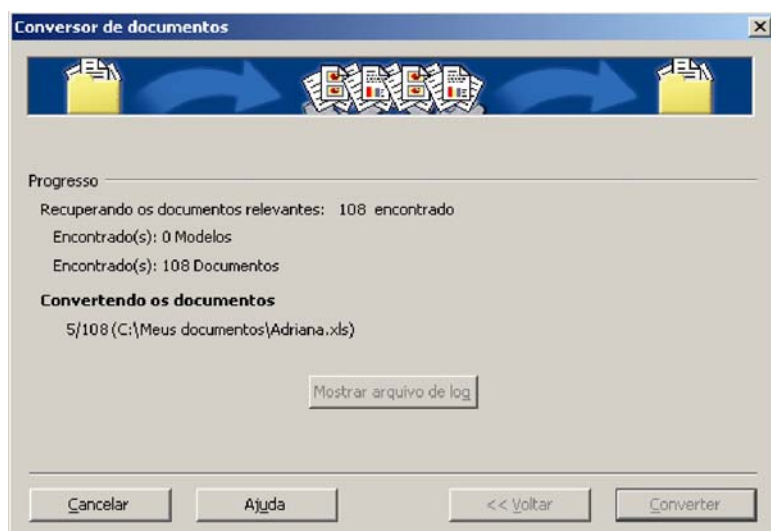 Conversor de documentos
Progresso
Recuperando os documentos relevantes: 108 encontrado
Encontrado(s): 0 Modelos
Encontrado(s): 108 Documentos
Convertendo os documentos
5/108 (C:\Meus documentos\Adriana.xls)
Mostrar arquivo de log
Cancelar Ajuda << Voltar Converter